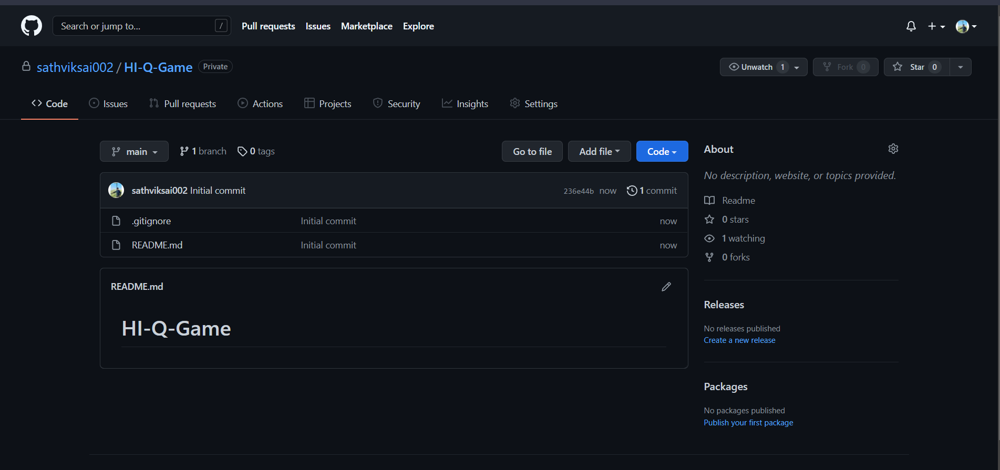 Search or jump to... /
Pull requests Issues Marketplace Explore
sathviksai002 / HI-Q-Game Private
Unwatch 1 Fork 0 Star 0
Code Issues Pull requests Actions Projects Security Insights Settings
main 1 branch 0 tags Go to file Add file Code
sathviksai002 Initial commit 236e44b now 1 commit
.gitignore Initial commit now
README.md Initial commit now
README.md
HI-Q-Game
About
No description, website, or topics provided.
Readme
0 stars
1 watching
0 forks
Releases
No releases published
Create a new release
Packages
No packages published
Publish your first package